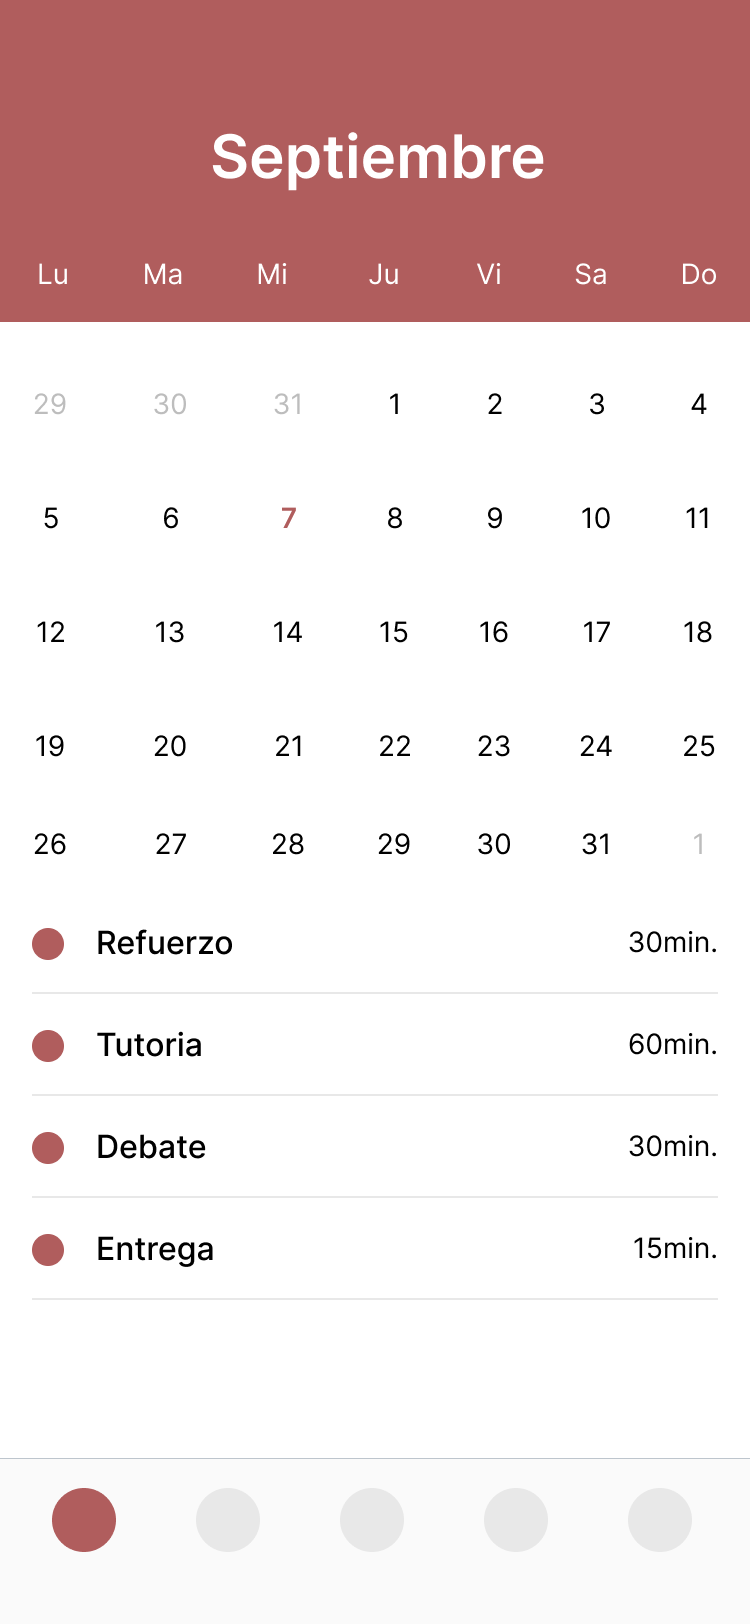 Septiembre
Lu Ma Mi Ju Vi Sa Do
29 30 31 1 2 3 4
5 6 7 8 9 10 11
12 13 14 15 16 17 18
19 20 21 22 23 24 25
26 27 28 29 30 31 1
Refuerzo 30min.
Tutoria 60min.
Debate 30min.
Entrega 15min.